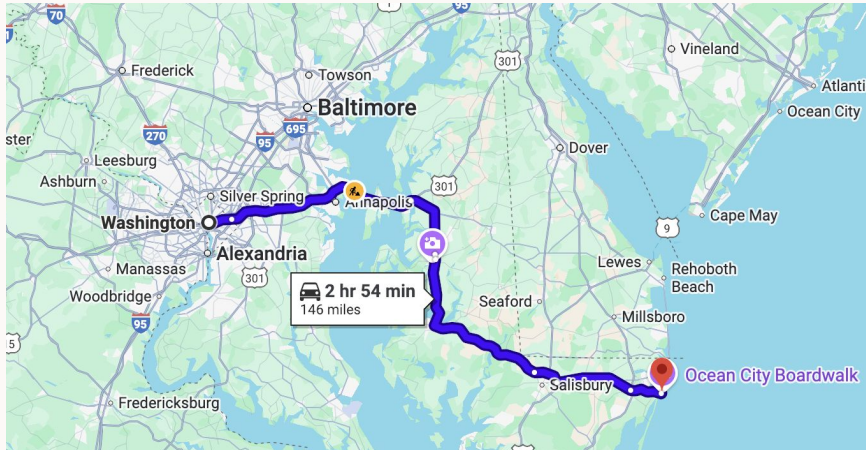 70
95
1
Frederick
Towson
301
Vineland
Baltimore
Atlanti
Ocean City
ster
270
95
695
Leesburg
Dover
Ashburn
Silver Spring
301
Annapolis
Washington
Cape May
9
Alexandria
Manassas
301
Lewes
Rehoboth
Beach
Woodbridge
2 hr 54 min
146 miles
Seaford
Millsboro
95
5
Ocean City Boardwalk
Salisbury
Fredericksburg